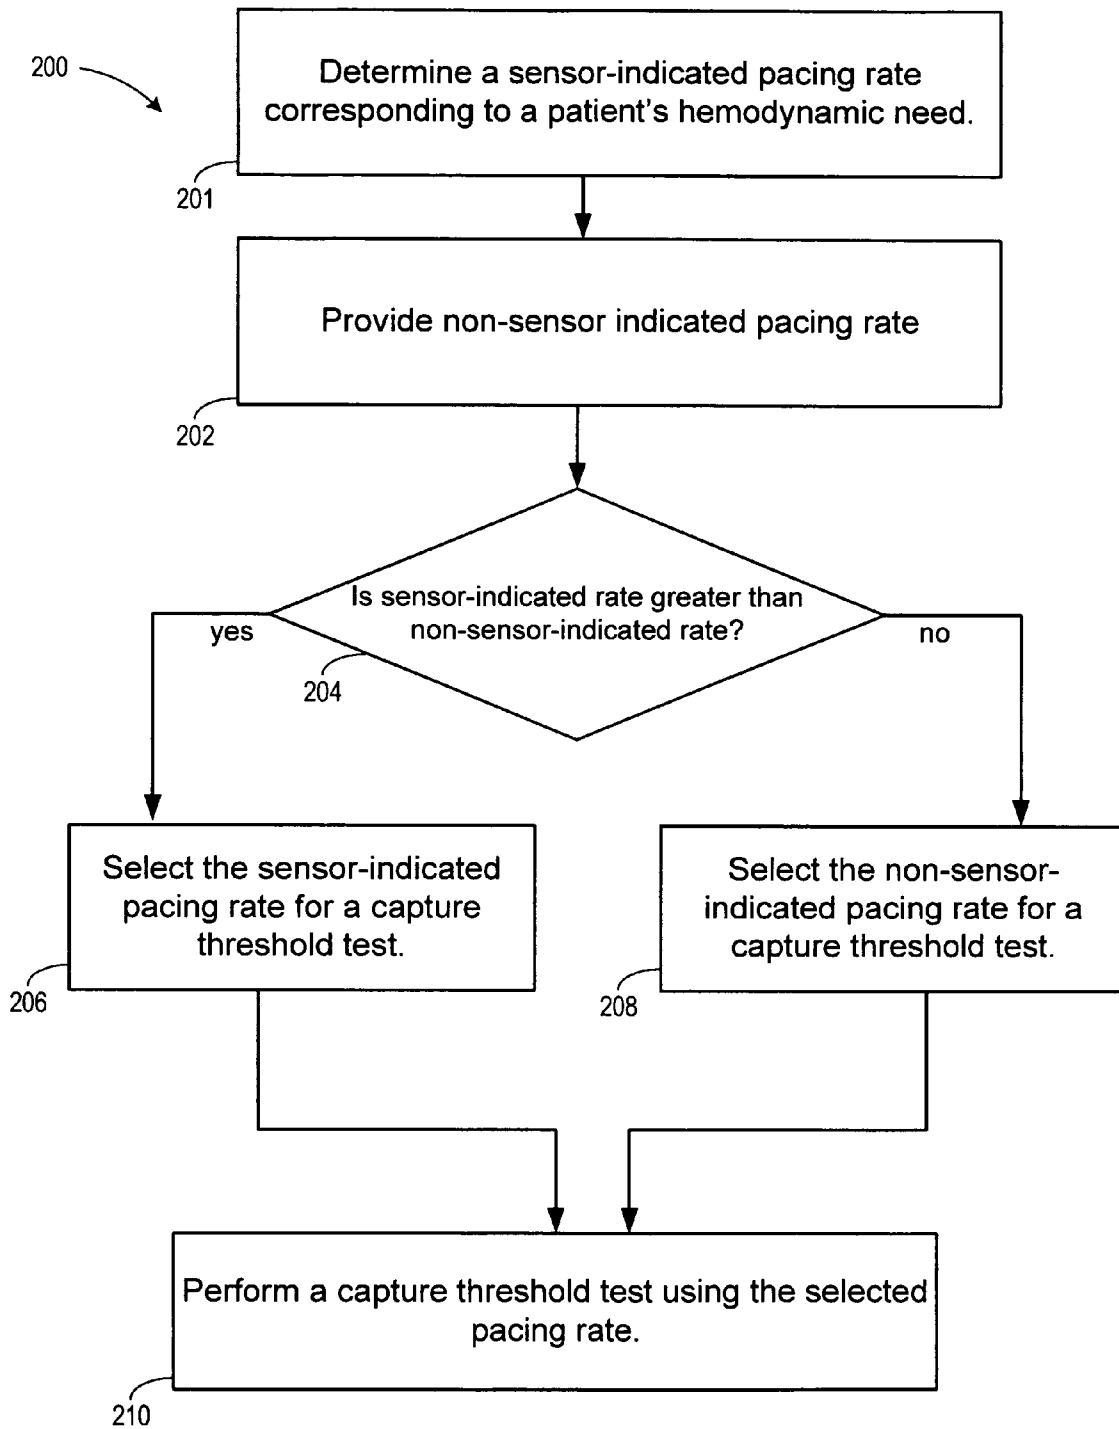 200
Determine a sensor-indicated pacing rate
corresponding to a patient's hemodynamic need.
201
Provide non-sensor indicated pacing rate
202
Is sensor-indicated rate greater than
non-sensor-indicated rate?
yes
no
204
Select the sensor-indicated
pacing rate for a capture
threshold test.
206
Select the non-sensor-
indicated pacing rate for a
capture threshold test.
208
Perform a capture threshold test using the selected
pacing rate.
210